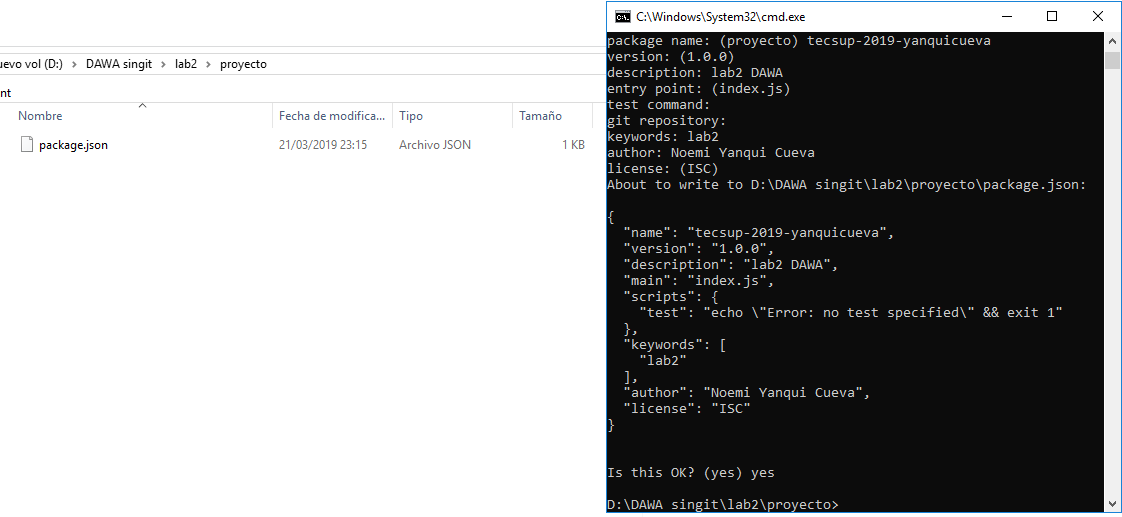 uevo vol (D:) > DAWA singit > lab2 > proyecto
nt
Nombre Fecha de modifica... Tipo Tamaño
package.json 21/03/2019 23:15 Archivo JSON 1 KB
C:\Windows\System32\cmd.exe
package name: (proyecto) tecsup-2019-yanquicueva
version: (1.0.0)
description: lab2 DAWA
entry point: (index.js)
test command:
git repository:
keywords: lab2
author: Noemi Yanqui Cueva
license: (ISC)
About to write to D:\DAWA singit\lab2\proyecto\package.json:
{
"name": "tecsup-2019-yanquicueva",
"version": "1.0.0",
"description": "lab2 DAWA",
"main": "index.js",
"scripts": {
"test": "echo \"Error: no test specified\" && exit 1"
},
"keywords": [
"lab2"
],
"author": "Noemi Yanqui Cueva",
"license": "ISC"
}
Is this OK? (yes) yes
D:\DAWA singit\lab2\proyecto>